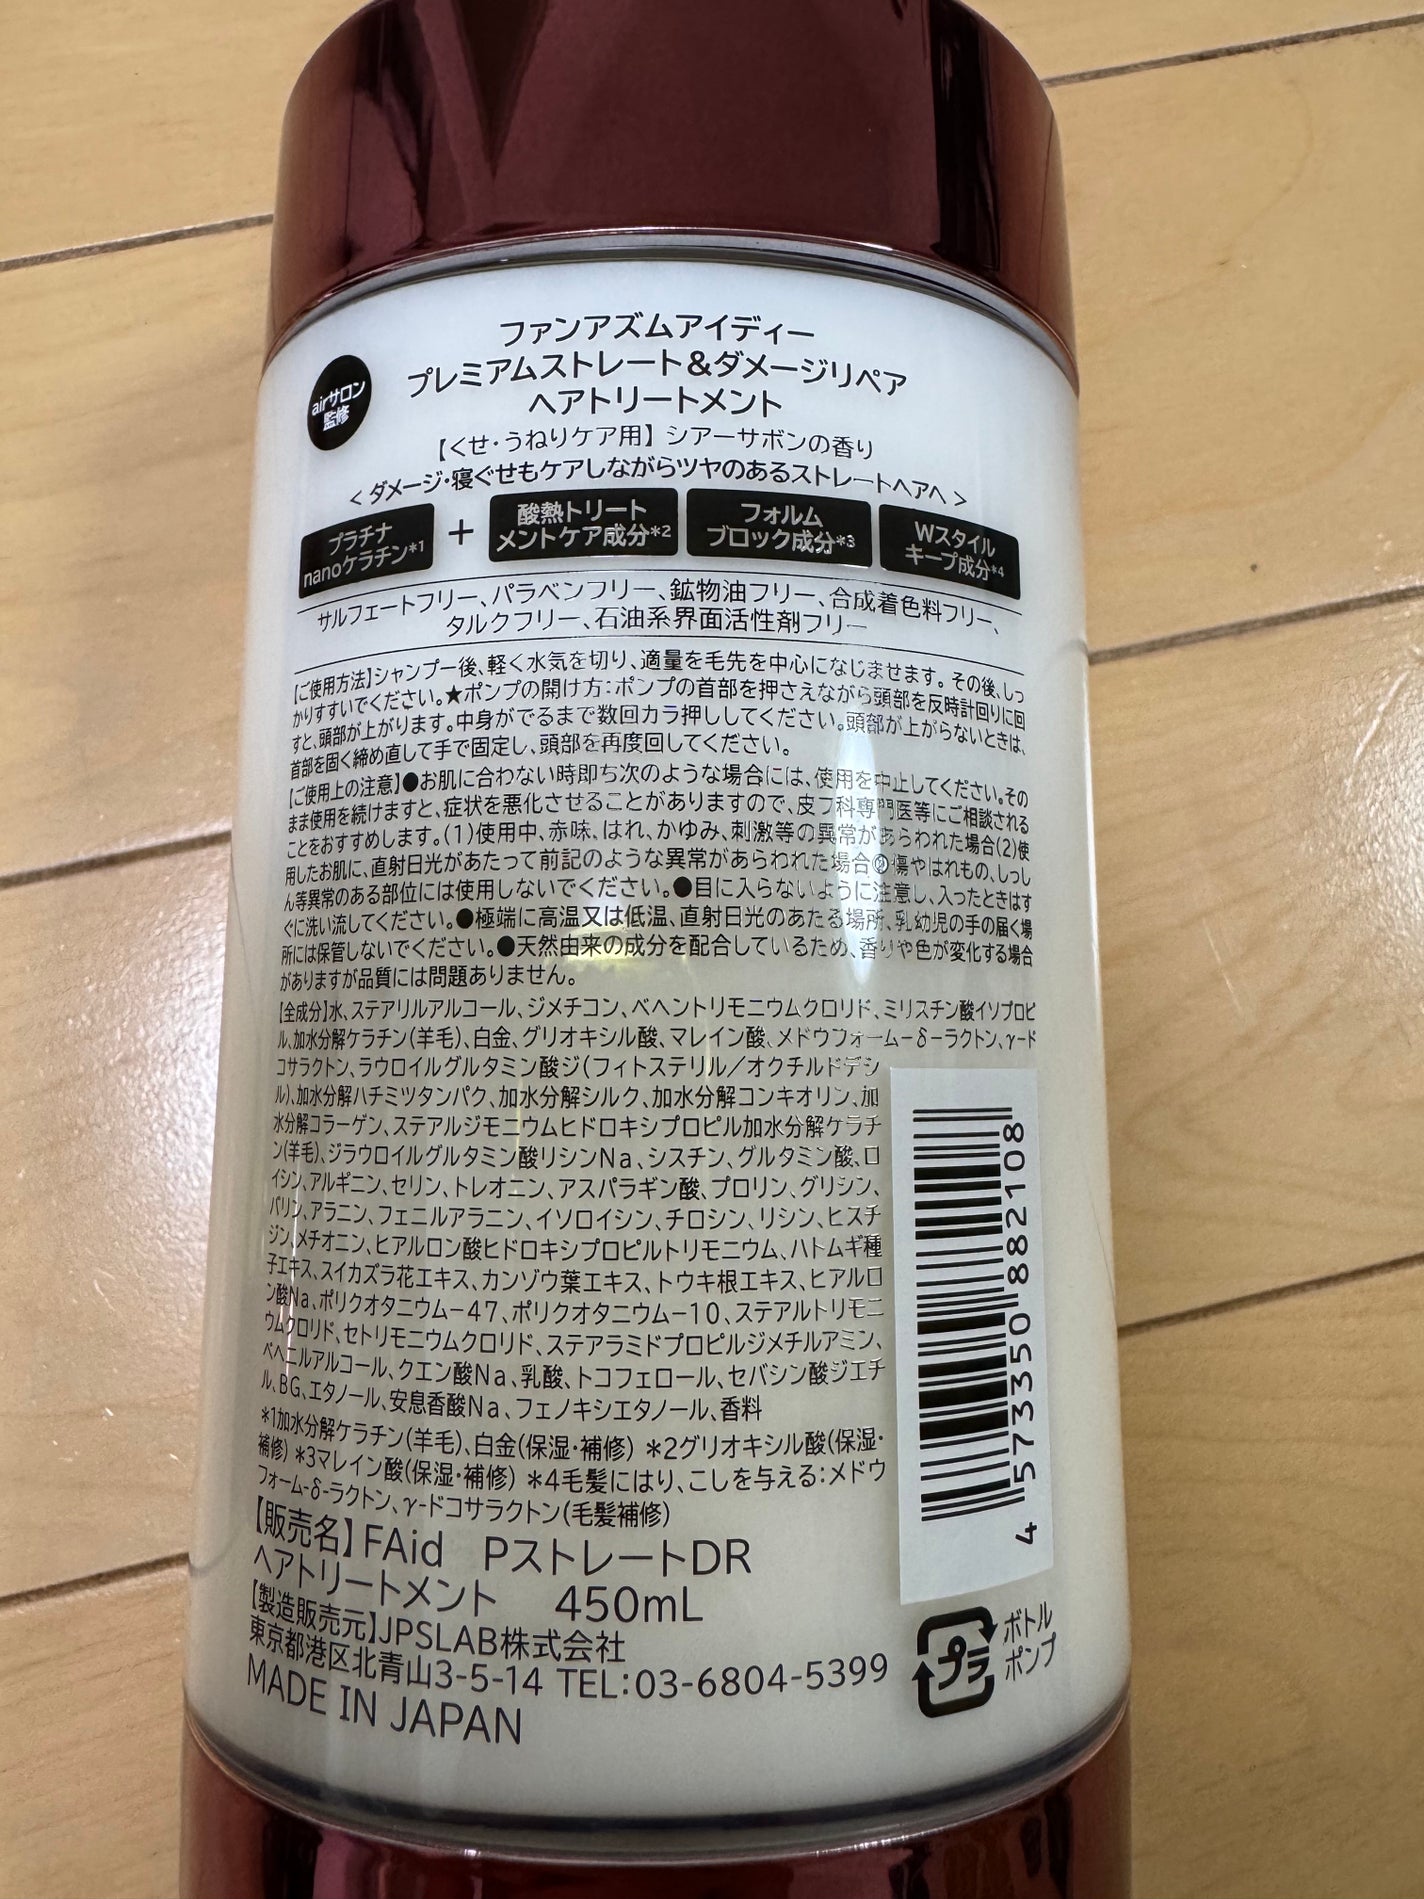 ファンアズムアイディー
プレミアムストレート&ダメージリペア
ヘアトリートメント
airサロン
監修
【くせ・うねりケア用】 シアーサボンの香り
< ダメージ・寝ぐせもケアしながらツヤのあるストレートヘアへ >
プラチナ
nanoケラチン*1
+
酸熱トリート
メントケア成分*2
フォルム
ブロック成分*3
Wスタイル
キープ成分*4
サルフェートフリー、パラベンフリー、鉱物油フリー、合成着色料フリー、
タルクフリー、石油系界面活性剤フリー
【ご使用方法】シャンプー後、軽く水気を切り、適量を毛先を中心になじませます。その後、しっ
かりすすいでください。★ポンプの開け方:ポンプの首部を押さえながら頭部を反時計回りに回
すと、頭部が上がります。中身がでるまで数回カラ押ししてください。頭部が上がらないときは、
首部を固く締め直して手で固定し、頭部を再度回してください。
【ご使用上の注意】●お肌に合わない時即ち次のような場合には、使用を中止してください。その
まま使用を続けますと、症状を悪化させることがありますので、皮フ科専門医等にご相談される
ことをおすすめします。(1)使用中、赤味、はれ、かゆみ、刺激等の異常があらわれた場合(2)使
用したお肌に、直射日光があたって前記のような異常があらわれた場合●傷やはれもの、しっし
ん等異常のある部位には使用しないでください。●目に入らないように注意し、入ったときはす
ぐに洗い流してください。●極端に高温又は低温、直射日光のあたる場所、乳幼児の手の届く場
所には保管しないでください。●天然由来の成分を配合しているため、香りや色が変化する場合
がありますが品質には問題ありません。
【全成分】水、ステアリルアルコール、ジメチコン、ベヘントリモニウムクロリド、ミリスチン酸イソプロピ
ル、加水分解ケラチン(羊毛)、白金、グリオキシル酸、マレイン酸、メドウフォーム-δ-ラクトン、γ-ド
コサラクトン、ラウロイルグルタミン酸ジ(フィトステリル/オクチルドデシ
ル)、加水分解ハチミツタンパク、加水分解シルク、加水分解コンキオリン、加
水分解コラーゲン、ステアルジモニウムヒドロキシプロピル加水分解ケラチ
ン(羊毛)、ジラウロイルグルタミン酸リシンNa、シスチン、グルタミン酸、ロ
イシン、アルギニン、セリン、トレオニン、アスパラギン酸、プロリン、グリシン、
バリン、アラニン、フェニルアラニン、イソロイシン、チロシン、リシン、ヒスチ
ジン、メチオニン、ヒアルロン酸ヒドロキシプロピルトリモニウム、ハトムギ種
子エキス、スイカズラ花エキス、カンゾウ葉エキス、トウキ根エキス、ヒアルロ
ン酸Na、ポリクオタニウム-47、ポリクオタニウム-10、ステアルトリモニ
ウムクロリド、セトリモニウムクロリド、ステアラミドプロピルジメチルアミン、
ベヘニルアルコール、クエン酸Na、乳酸、トコフェロール、セバシン酸ジエチ
ル、BG、エタノール、安息香酸Na、フェノキシエタノール、香料
*1加水分解ケラチン(羊毛)、白金(保湿・補修) *2グリオキシル酸(保湿・
補修) *3マレイン酸(保湿・補修) *4毛髪にはり、こしを与える:メドウ
フォーム-δ-ラクトン、γ-ドコサラクトン(毛髪補修)
【販売名】FAid PストレートDR
ヘアトリートメント 450mL
【製造販売元】JPSLAB株式会社
東京都港区北青山3-5-14 TEL:03-6804-5399
MADE IN JAPAN
4 573350 882108
プラ
ボトル
ポンプ